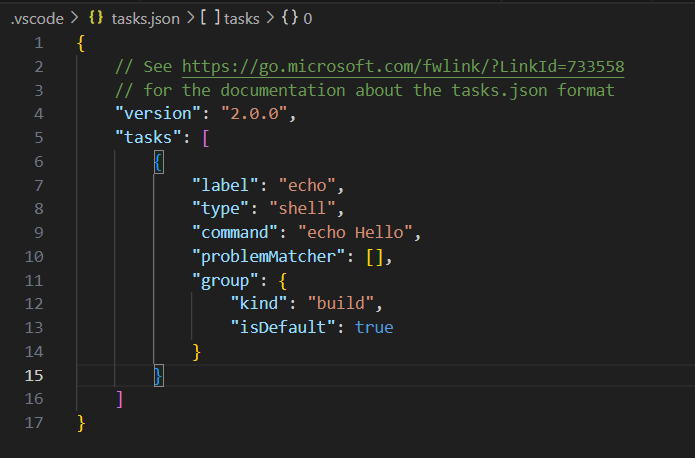 .vscode > {} tasks.json > [ ] tasks > {} 0
1 {
2 // See https://go.microsoft.com/fwlink/?LinkId=733558
3 // for the documentation about the tasks.json format
4 "version": "2.0.0",
5 "tasks": [
6 {
7 "label": "echo",
8 "type": "shell",
9 "command": "echo Hello",
10 "problemMatcher": [],
11 "group": {
12 "kind": "build",
13 "isDefault": true
14 }
15 }
16 ]
17 }